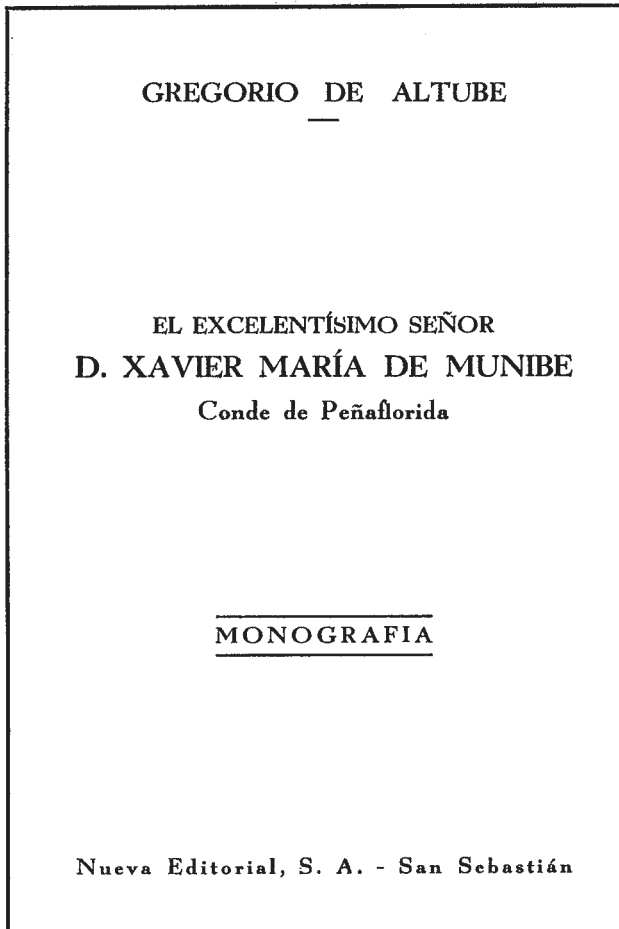 GREGORIO DE ALTUBE
EL EXCELENTÍSIMO SEÑOR
D. XAVIER MARÍA DE MUNIBE
Conde de Peñaflorida
MONOGRAFIA
Nueva Editorial, S. A. - San Sebastián